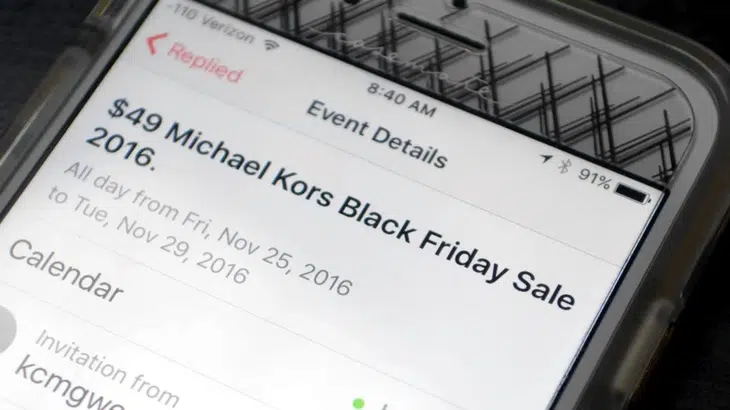 -110 Verizon
8:40 AM
91%
Replied
Event Details
$49 Michael Kors Black Friday Sale
2016.
All day from Fri, Nov 25, 2016
to Tue, Nov 29, 2016
Calendar
Invitation from